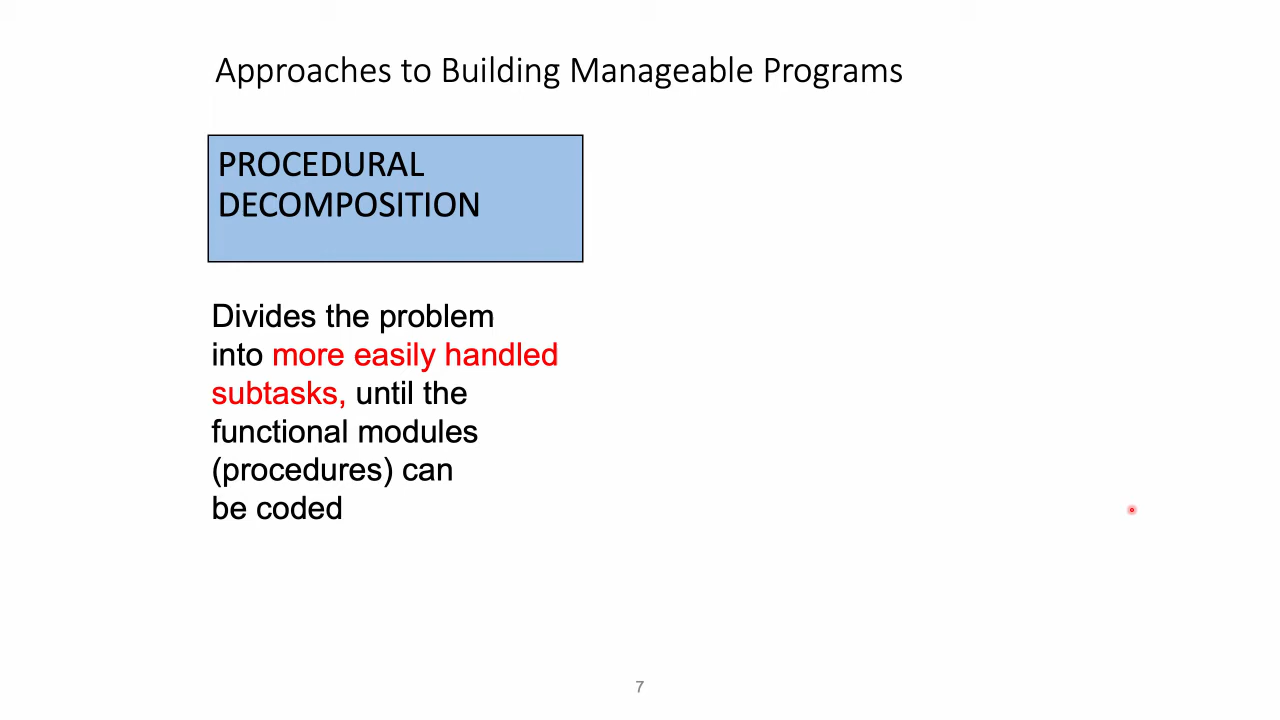 Approaches to Building Manageable Programs
PROCEDURAL
DECOMPOSITION
Divides the problem
into more easily handled
subtasks, until the
functional modules
(procedures) can
be coded
7